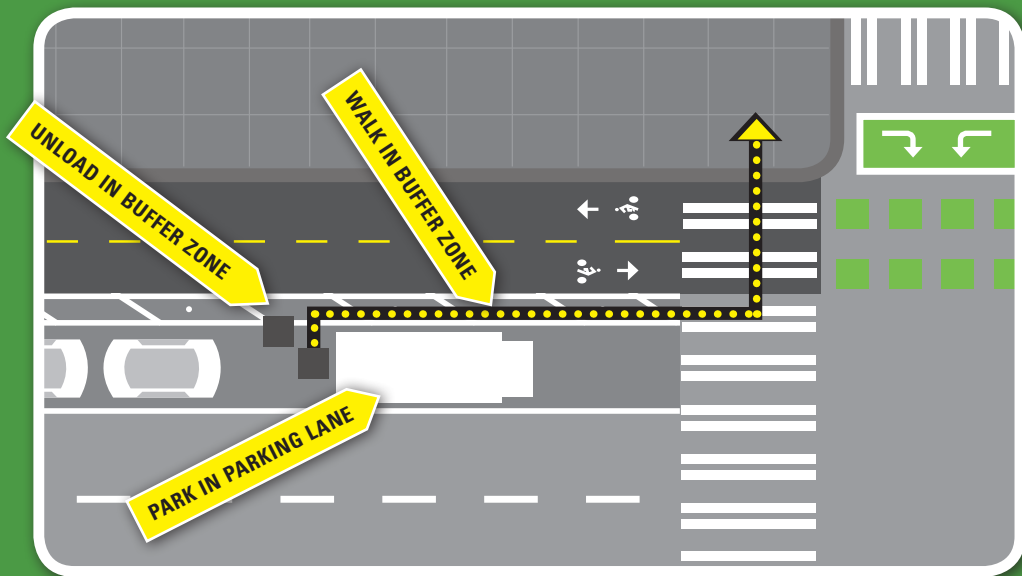 UNLOAD IN BUFFER ZONE
WALK IN BUFFER ZONE
PARK IN PARKING LANE